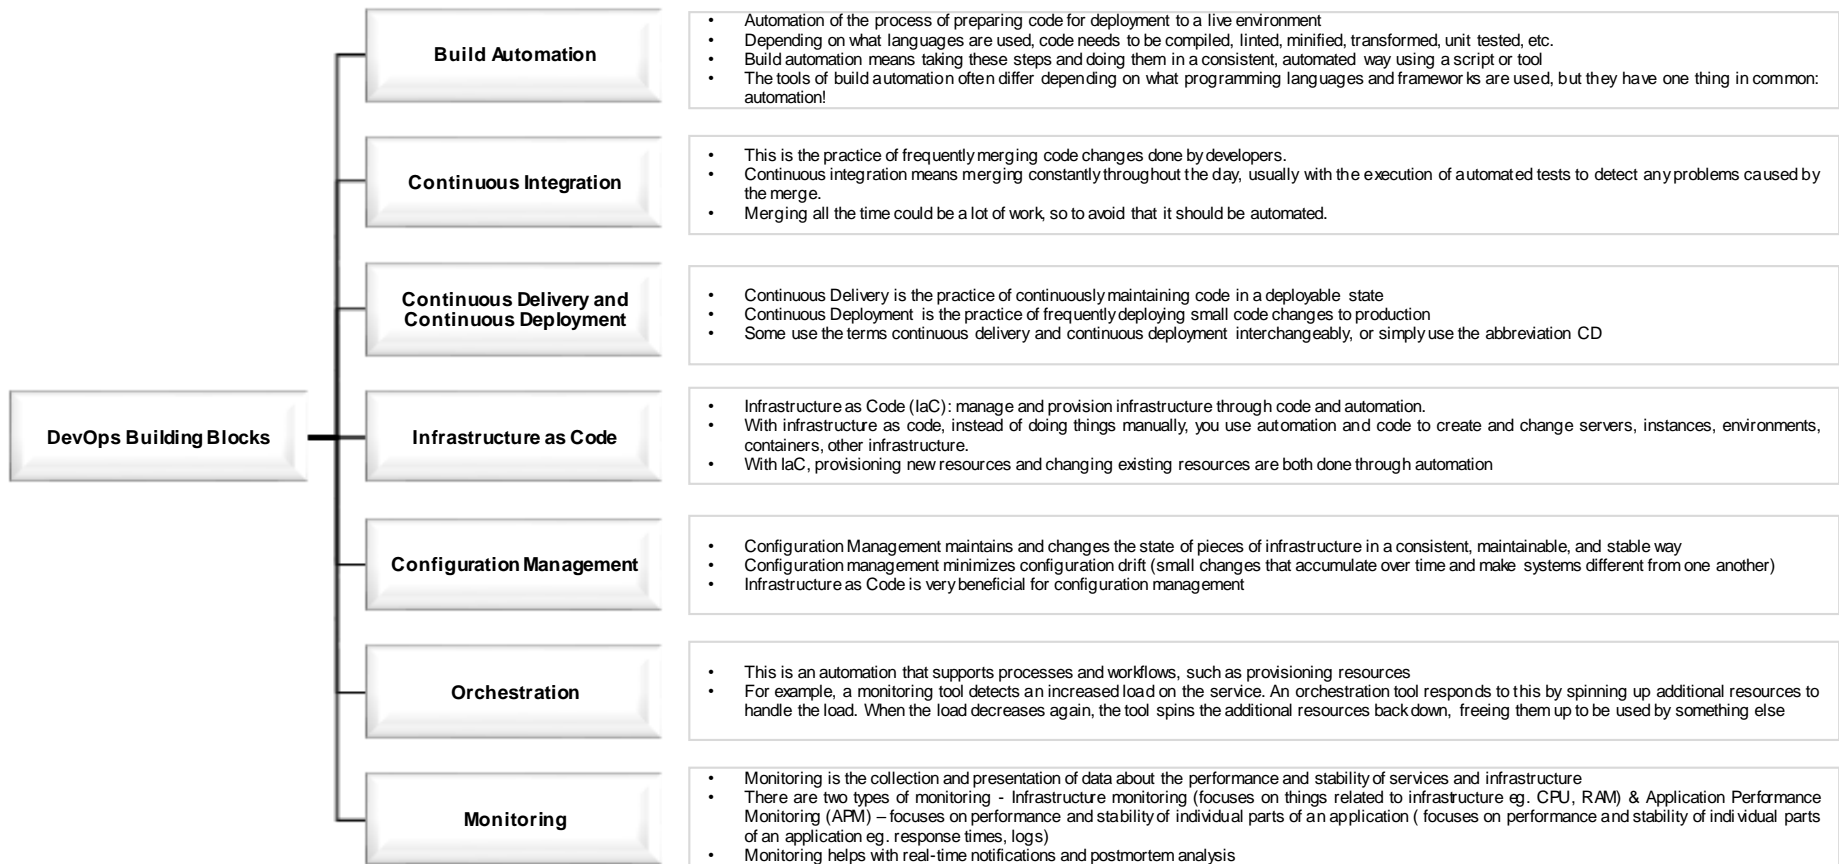 Build Automation
• Automation of the process of preparing code for deployment to a live environment
• Depending on what languages are used, code needs to be compiled, linted, minified, transformed, unit tested, etc.
• Build automation means taking these steps and doing them in a consistent, automated way using a script or tool
• The tools of build automation often differ depending on what programming languages and frameworks are used, but they have one thing in common:
automation!
Continuous Integration
• This is the practice of frequently merging code changes done by developers.
• Continuous integration means merging constantly throughout the day, usually with the execution of automated tests to detect any problems caused by
the merge.
• Merging all the time could be a lot of work, so to avoid that it should be automated.
Continuous Delivery and
Continuous Deployment
• Continuous Delivery is the practice of continuously maintaining code in a deployable state
• Continuous Deployment is the practice of frequently deploying small code changes to production
• Some use the terms continuous delivery and continuous deployment interchangeably, or simply use the abbreviation CD
DevOps Building Blocks
Infrastructure as Code
• Infrastructure as Code (IaC): manage and provision infrastructure through code and automation.
• With infrastructure as code, instead of doing things manually, you use automation and code to create and change servers, instances, environments,
containers, other infrastructure.
• With IaC, provisioning new resources and changing existing resources are both done through automation
Configuration Management
• Configuration Management maintains and changes the state of pieces of infrastructure in a consistent, maintainable, and stable way
• Configuration management minimizes configuration drift (small changes that accumulate over time and make systems different from one another)
• Infrastructure as Code is very beneficial for configuration management
Orchestration
• This is an automation that supports processes and workflows, such as provisioning resources
• For example, a monitoring tool detects an increased load on the service. An orchestration tool responds to this by spinning up additional resources to
handle the load. When the load decreases again, the tool spins the additional resources back down, freeing them up to be used by something else
Monitoring
• Monitoring is the collection and presentation of data about the performance and stability of services and infrastructure
• There are two types of monitoring - Infrastructure monitoring (focuses on things related to infrastructure eg. CPU, RAM) & Application Performance
Monitoring (APM) – focuses on performance and stability of individual parts of an application ( focuses on performance and stability of individual parts
of an application eg. response times, logs)
• Monitoring helps with real-time notifications and postmortem analysis